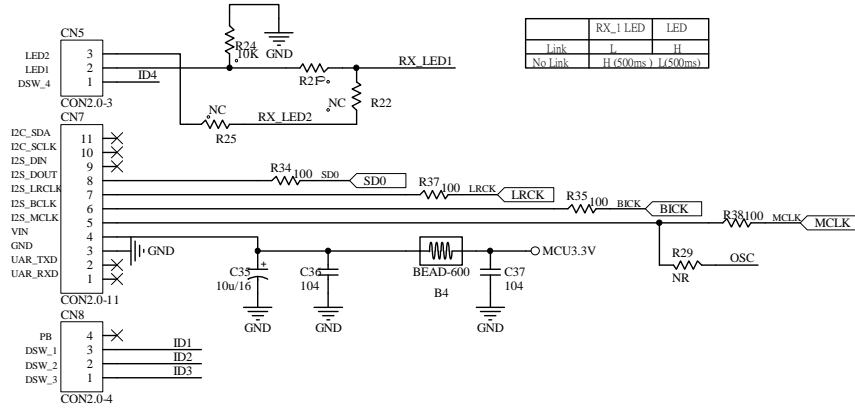 CN5
LED2 3
LED1 2
DSW_4 1 ID4
CON2.0-3
R24
10K
GND
R21
0
RX_LED1
NC
R22
NC
RX_LED2
R25
RX_1 LED LED
Link L H
No Link H (500ms ) L(500ms)
CN7
I2C_SDA 11
I2C_SCLK 10
I2S_DIN 9
I2S_DOUT 8
I2S_LRCLK 7
I2S_BCLK 6
I2S_MCLK 5
VIN 4
GND 3
UAR_TXD 2
UAR_RXD 1
CON2.0-11
GND
R34
100
SD0
SD0
R37
100
LRCK
LRCK
R35
100
BICK
BICK
R38
100
MCLK
MCLK
R29
NR
OSC
C35
10u/16
+
GND
C36
104
GND
BEAD-600
B4
C37
104
GND
MCU3.3V
CN8
PB 4
DSW_1 3 ID1
DSW_2 2 ID2
DSW_3 1 ID3
CON2.0-4